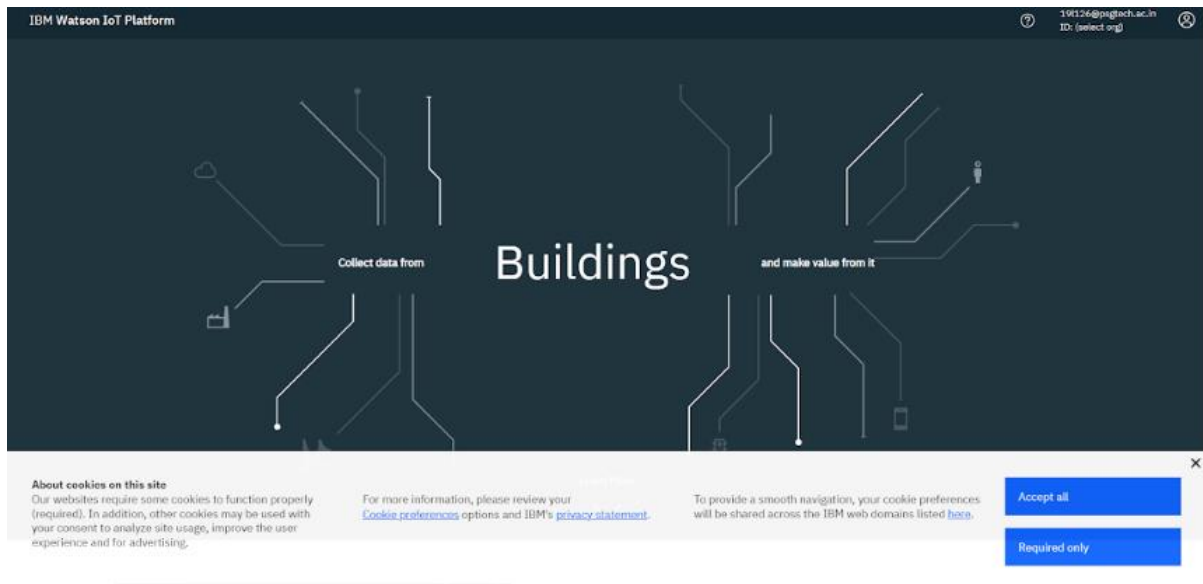 IBM Watson IoT Platform
19i126@psgtech.ac.in
ID: (select org)
Collect data from
Buildings
and make value from it
About cookies on this site
Our websites require some cookies to function properly
(required). In addition, other cookies may be used with
your consent to analyze site usage, improve the user
experience and for advertising.
For more information, please review your
Cookie preferences options and IBM's privacy statement.
To provide a smooth navigation, your cookie preferences
will be shared across the IBM web domains listed here.
Accept all
Required only